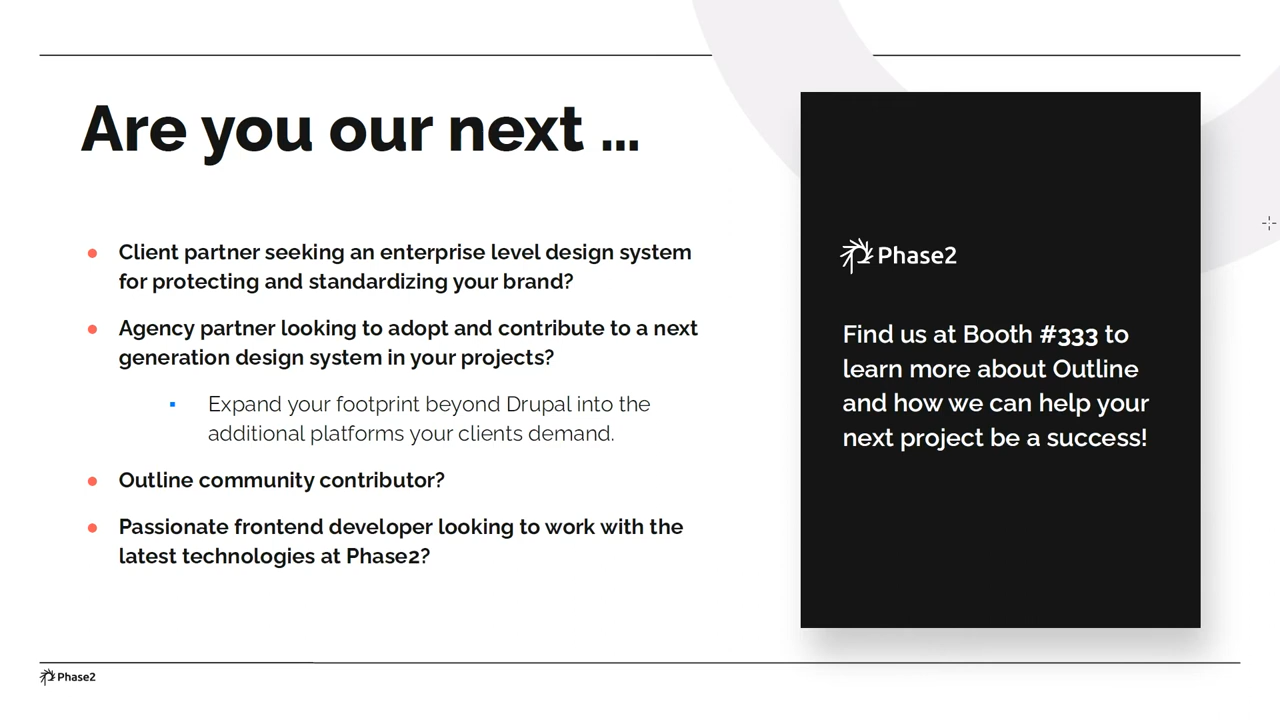 Are you our next ...
Client partner seeking an enterprise level design system
for protecting and standardizing your brand?
Agency partner looking to adopt and contribute to a next
generation design system in your projects?
Expand your footprint beyond Drupal into the
additional platforms your clients demand.
Outline community contributor?
Passionate frontend developer looking to work with the
latest technologies at Phase2?
Phase2
Find us at Booth #333 to
learn more about Outline
and how we can help your
next project be a success!
Phase2